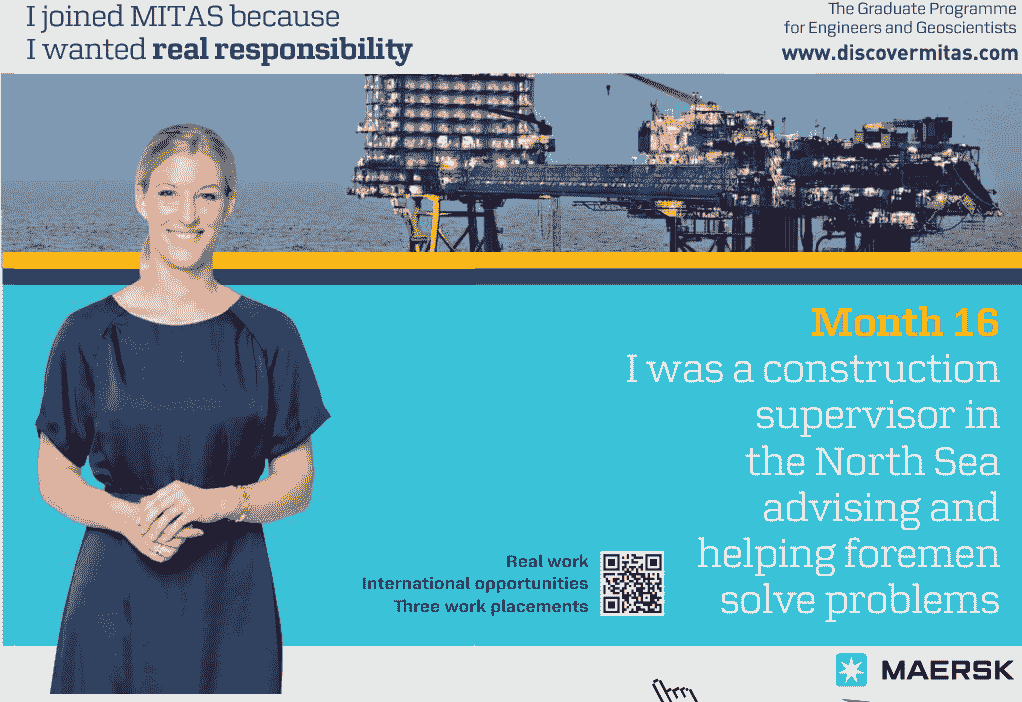 I joined MITAS because
I wanted real responsibility
The Graduate Programme
for Engineers and Geoscientists
www.discovermitas.com
Month 16
I was a construction
supervisor in
the North Sea
advising and
helping foremen
solve problems
Real work
International opportunities
Three work placements
MAERSK